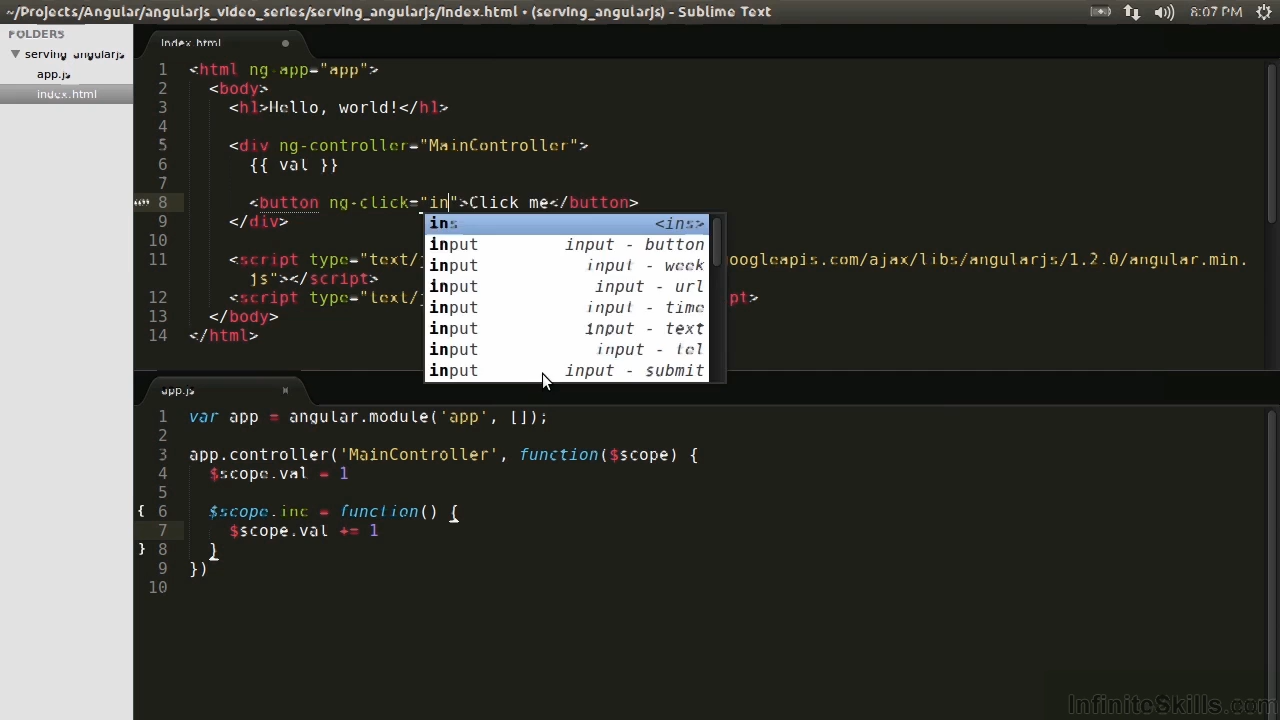 ~/Projects/Angular/angularjs_video_series/serving_angularjs/index.html • (serving_angularjs) - Sublime Text
8:07 PM
FOLDERS
serving_angularjs
app.js
index.html
index.html
1 <html ng-app="app">
2 <body>
3 <h1>Hello, world!</h1>
4
5 <div ng-controller="MainController">
6 {{ val }}
7
8 <button ng-click="in">Click me</button>
9 </div>
10
11 <script type="text/ oogleapis.com/ajax/libs/angularjs/1.2.0/angular.min.
js"></script>
12 <script type="text/ pt>
13 </body>
14 </html>
ins <ins>
input input - button
input input - week
input input - url
input input - time
input input - text
input input - tel
input input - submit
app.js
1 var app = angular.module('app', []);
2
3 app.controller('MainController', function($scope) {
4 $scope.val = 1
5
6 $scope.inc = function() {
7 $scope.val += 1
8 }
9 })
10
InfiniteSkills.com